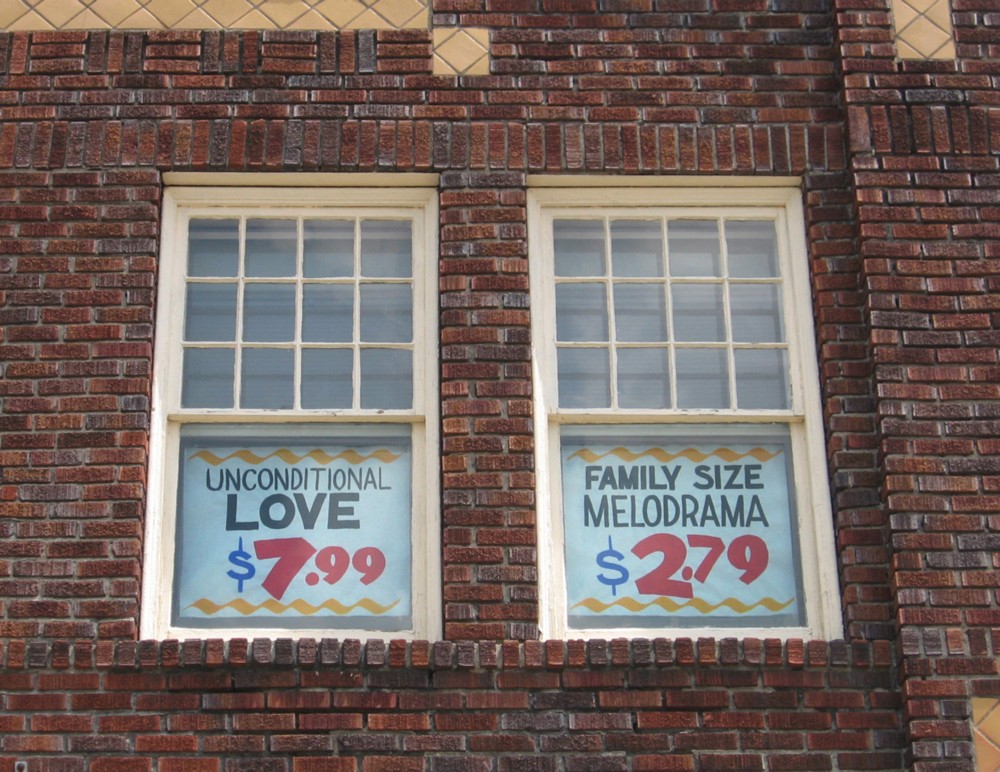 UNCONDITIONAL
LOVE
$7.99
FAMILY SIZE
MELODRAMA
$2.79